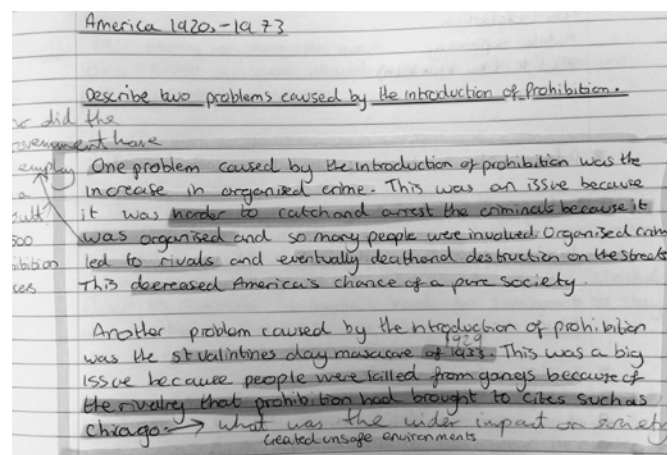 America 1920s-1973
Describe two problems caused by the introduction of prohibition.
did the
have
employ
a
One problem caused by the introduction of prohibition was the
increase in organised crime. This was an issue because
it was harder to catch and arrest the criminals because it
was organised and so many people were involved. Organised crim
led to rivals and eventually death and destruction on the streets
This decreased America's chance of a pure society.
Another problem caused by the introduction of prohibition
1929
was the st valintines day masacare of 1933. This was a big
issue because people were killed from gangs because of
the rivalry that prohibition had brought to cites such as
chicago. → what was the wider impact on society
created unsafe environments